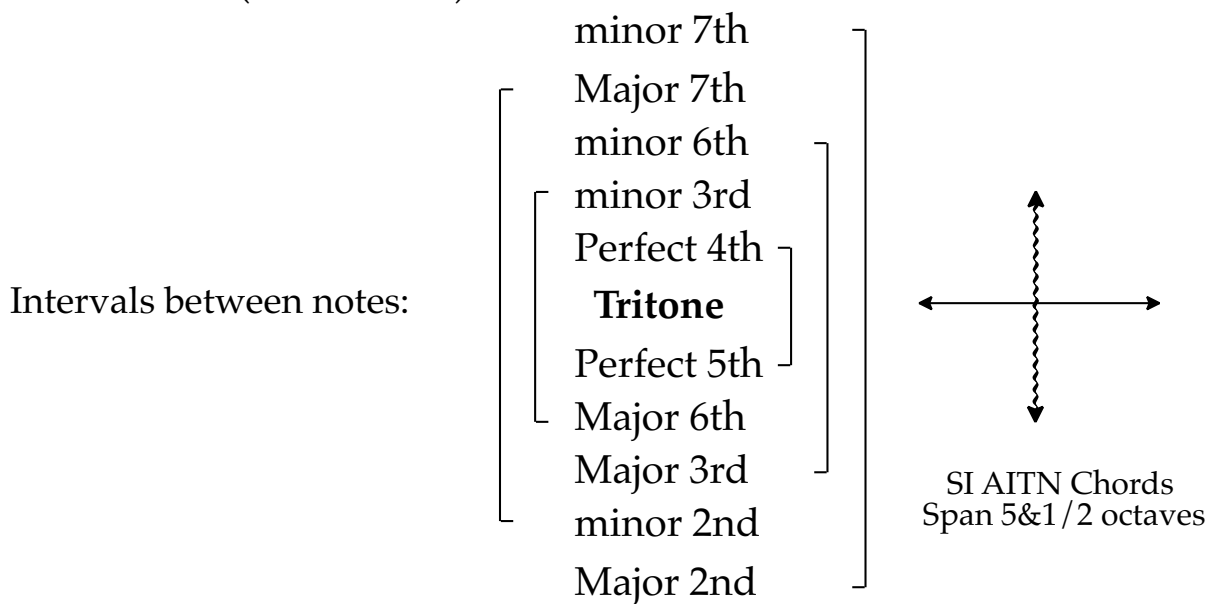 minor 7th
Major 7th
minor 6th
minor 3rd
Perfect 4th
Intervals between notes:
Tritone
Perfect 5th
Major 6th
Major 3rd
minor 2nd
Major 2nd
SI AITN Chords
Span 5&1/2 octaves